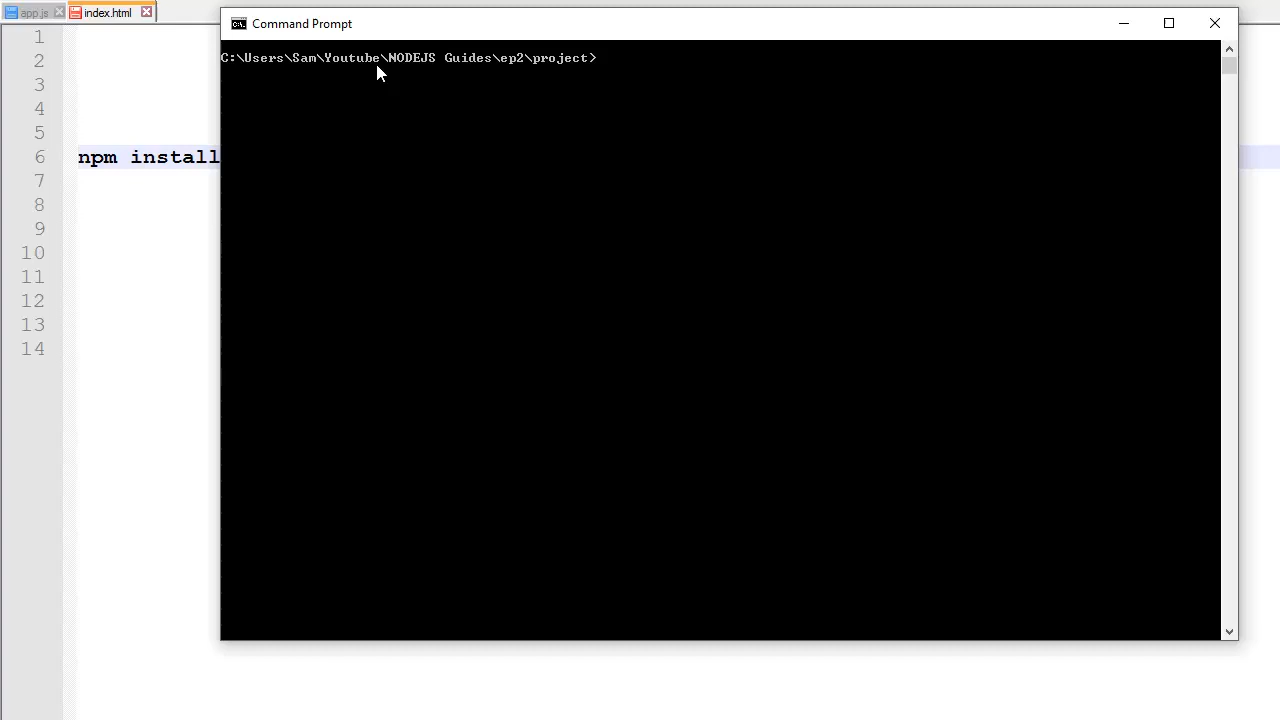 app.js
index.html
Command Prompt
C:\Users\Sam\Youtube\NODEJS Guides\ep2\project>
1
2
3
4
5
6
npm install
7
8
9
10
11
12
13
14